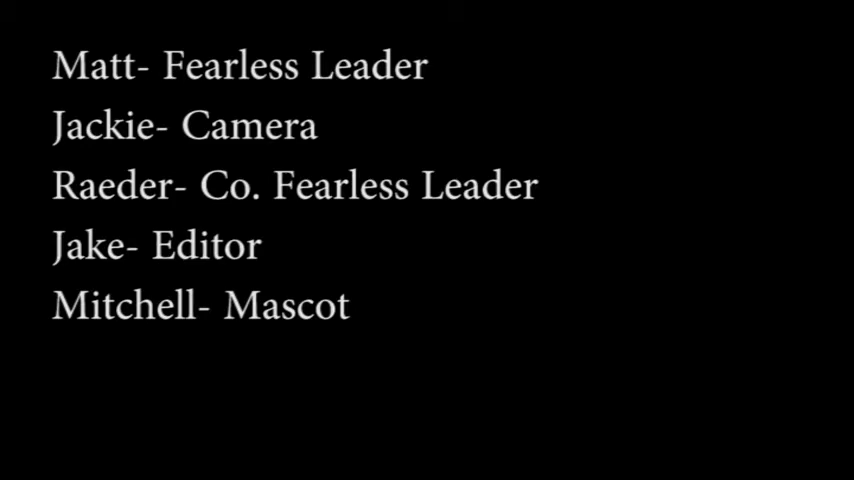 Matt- Fearless Leader
Jackie- Camera
Raeder- Co. Fearless Leader
Jake- Editor
Mitchell- Mascot